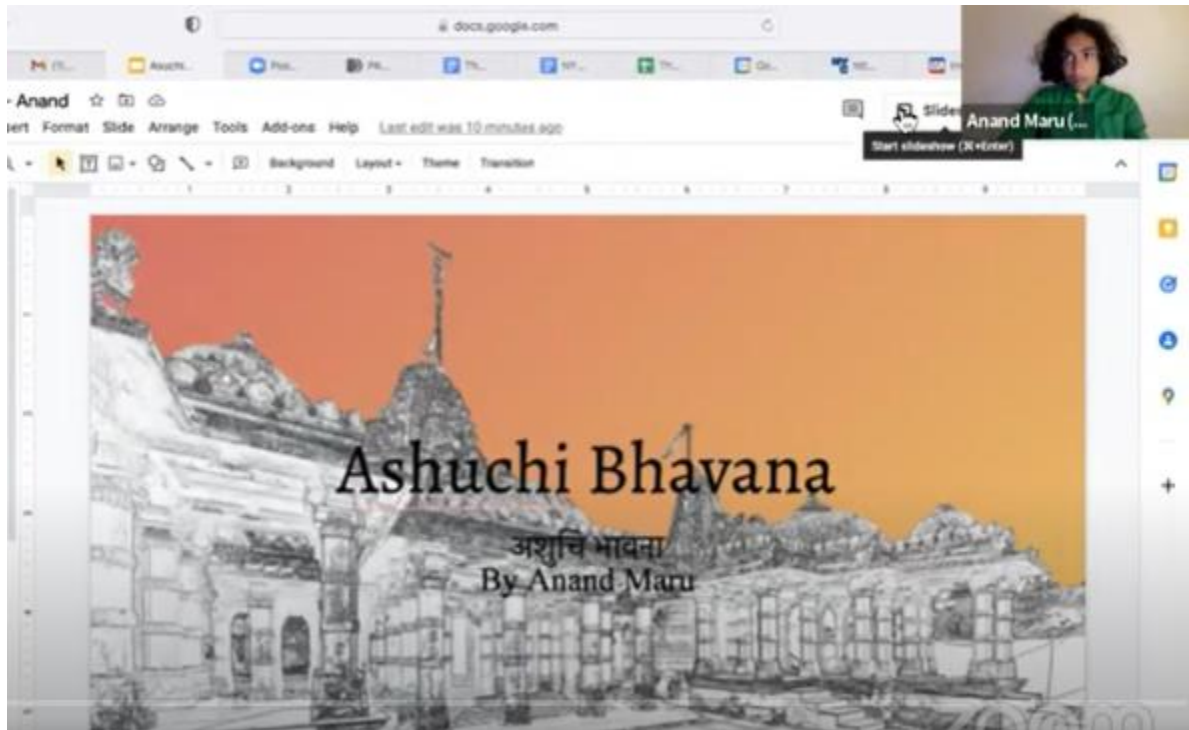 docs.google.com
Anand
Format Slide Arrange Tools Add-ons Help Last edit was 10 minutes ago
Anand Maru (...
Start slideshow (⌘+Enter)
Background Layout Theme Transition
Ashuchi Bhavana
अशुचि भावना
By Anand Maru